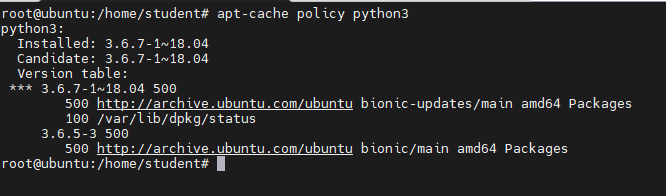 root@ubuntu:/home/student# apt-cache policy python3
python3:
  Installed: 3.6.7-1~18.04
  Candidate: 3.6.7-1~18.04
  Version table:
 *** 3.6.7-1~18.04 500
        500 http://archive.ubuntu.com/ubuntu bionic-updates/main amd64 Packages
        100 /var/lib/dpkg/status
     3.6.5-3 500
        500 http://archive.ubuntu.com/ubuntu bionic/main amd64 Packages
root@ubuntu:/home/student#